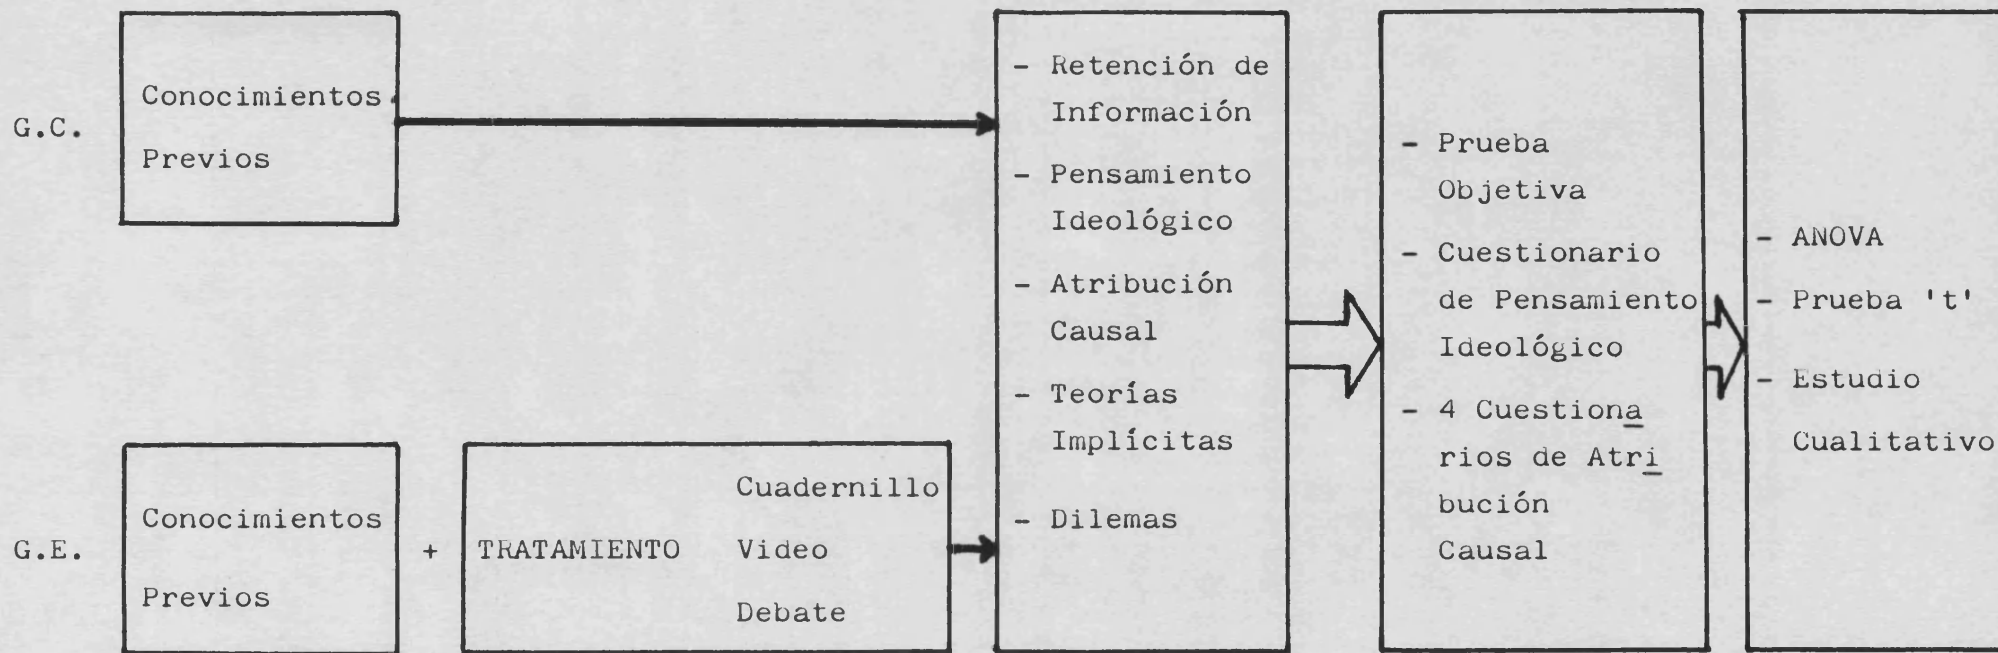 G.C.
Conocimientos
Previos
G.E.
Conocimientos
Previos
+
TRATAMIENTO
Cuadernillo
Video
Debate
- Retención de
Información
- Pensamiento
Ideológico
- Atribución
Causal
- Teorías
Implícitas
- Dilemas
- Prueba
Objetiva
- Cuestionario
de Pensamiento
Ideológico
- 4 Cuestiona
rios de Atri
bución
Causal
- ANOVA
- Prueba 't'
- Estudio
Cualitativo